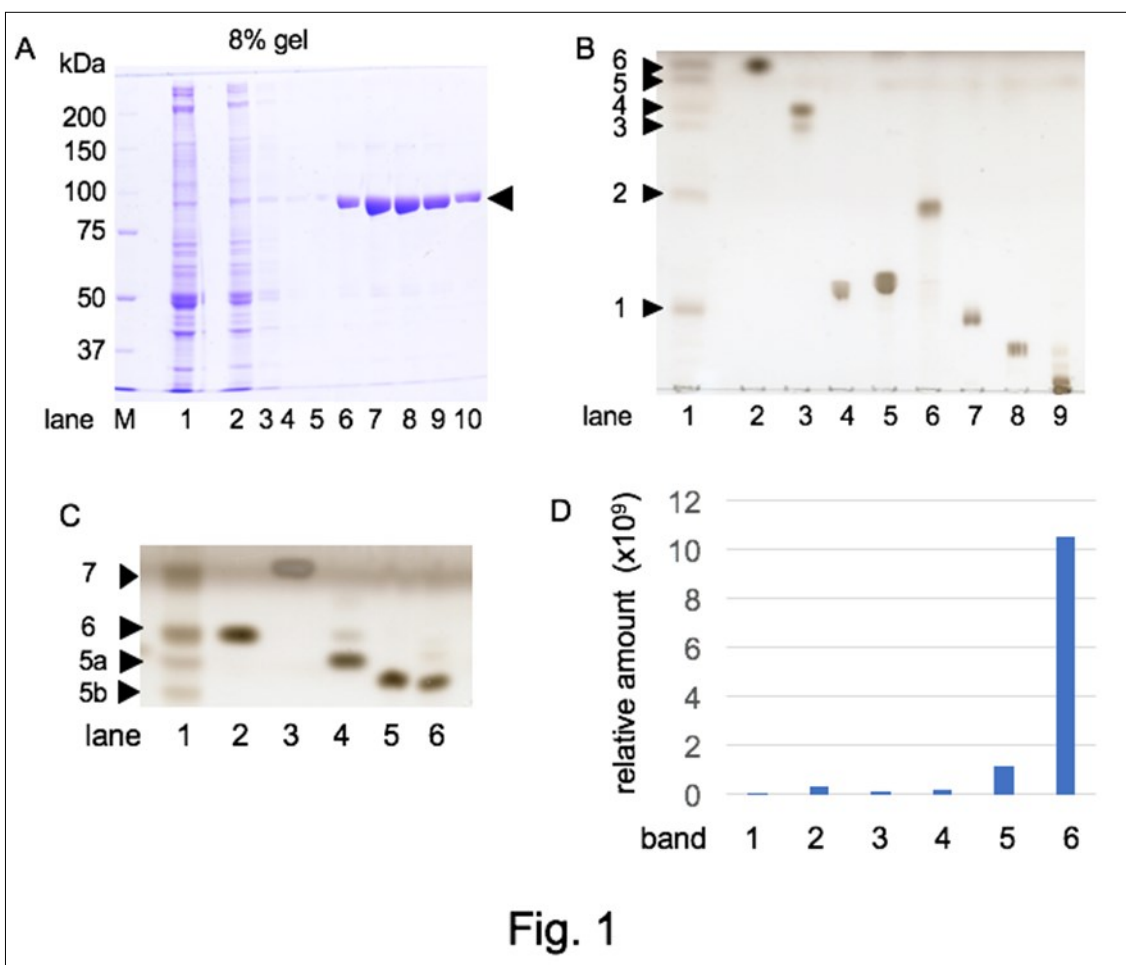 A
8% gel
kDa
200
150
100
75
50
37
lane M 1 2 3 4 5 6 7 8 9 10
B
6
5
4
3
2
1
lane 1 2 3 4 5 6 7 8 9
C
7
6
5a
5b
lane 1 2 3 4 5 6
D
relative amount (x10⁹)
12
10
8
6
4
2
0
band 1 2 3 4 5 6
Fig. 1